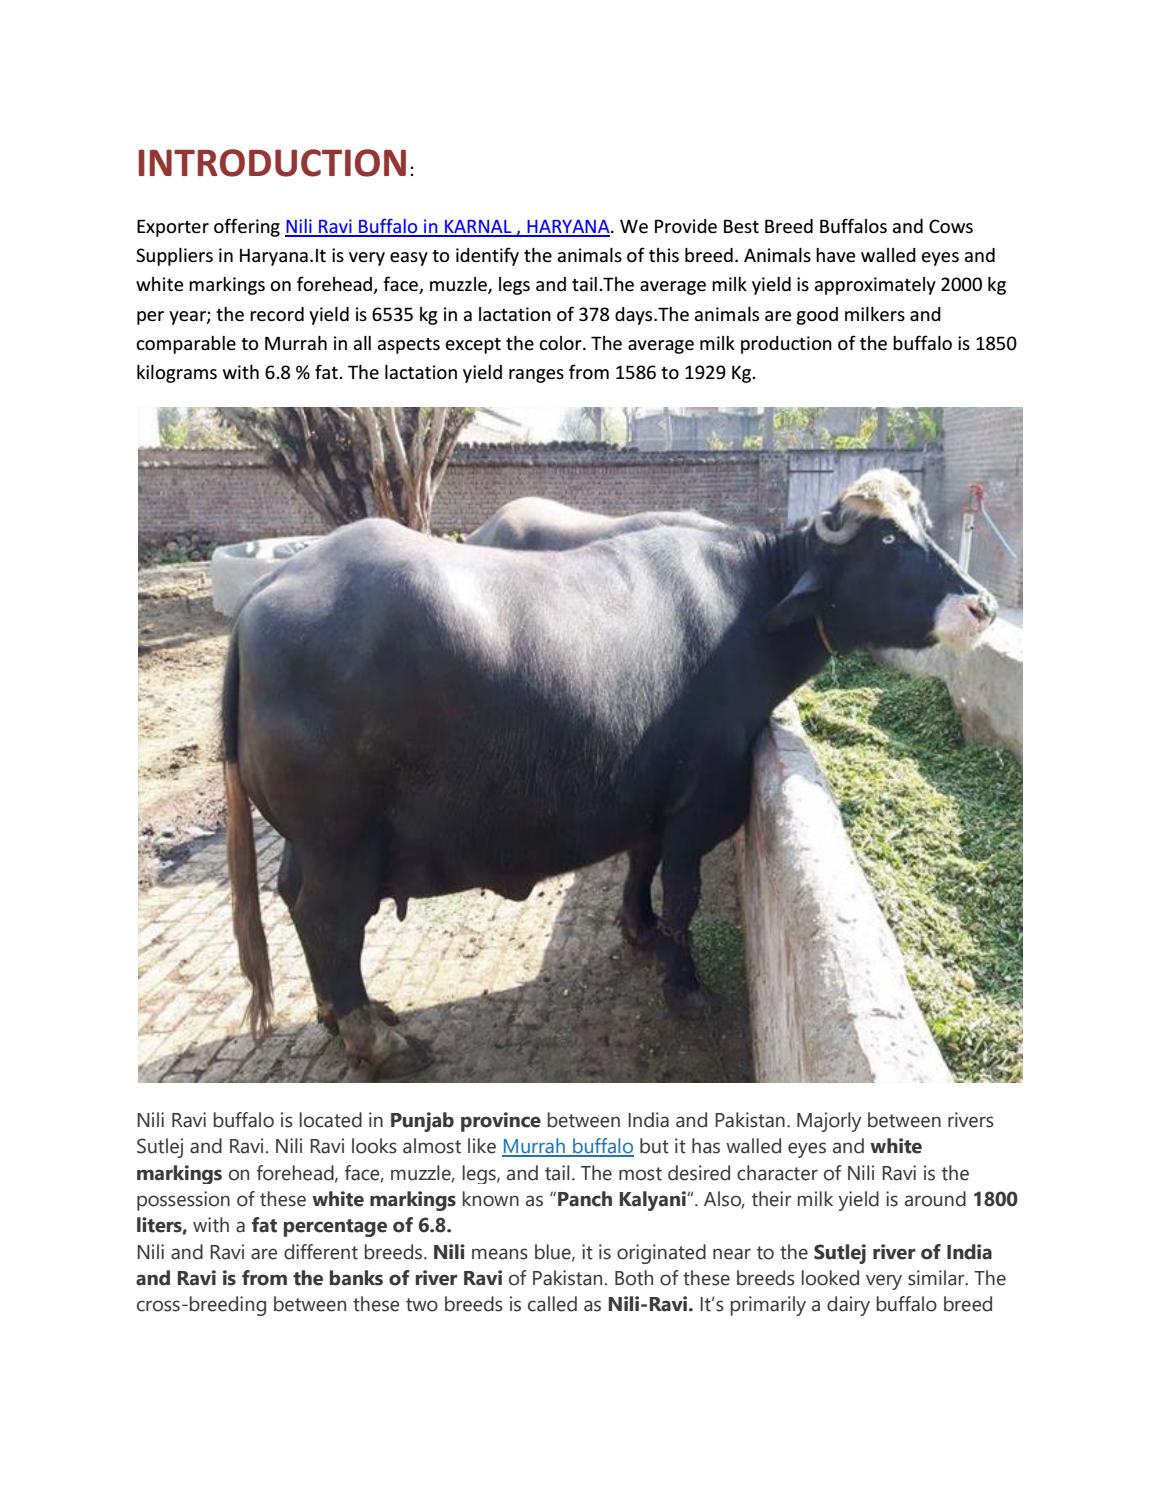 INTRODUCTION:
Exporter offering Nili Ravi Buffalo in KARNAL , HARYANA. We Provide Best Breed Buffalos and Cows
Suppliers in Haryana.It is very easy to identify the animals of this breed. Animals have walled eyes and
white markings on forehead, face, muzzle, legs and tail.The average milk yield is approximately 2000 kg
per year; the record yield is 6535 kg in a lactation of 378 days.The animals are good milkers and
comparable to Murrah in all aspects except the color. The average milk production of the buffalo is 1850
kilograms with 6.8 % fat. The lactation yield ranges from 1586 to 1929 Kg.
Nili Ravi buffalo is located in Punjab province between India and Pakistan. Majorly between rivers
Sutlej and Ravi. Nili Ravi looks almost like Murrah buffalo but it has walled eyes and white
markings on forehead, face, muzzle, legs, and tail. The most desired character of Nili Ravi is the
possession of these white markings known as “Panch Kalyani“. Also, their milk yield is around 1800
liters, with a fat percentage of 6.8.
Nili and Ravi are different breeds. Nili means blue, it is originated near to the Sutlej river of India
and Ravi is from the banks of river Ravi of Pakistan. Both of these breeds looked very similar. The
cross-breeding between these two breeds is called as Nili-Ravi. It’s primarily a dairy buffalo breed